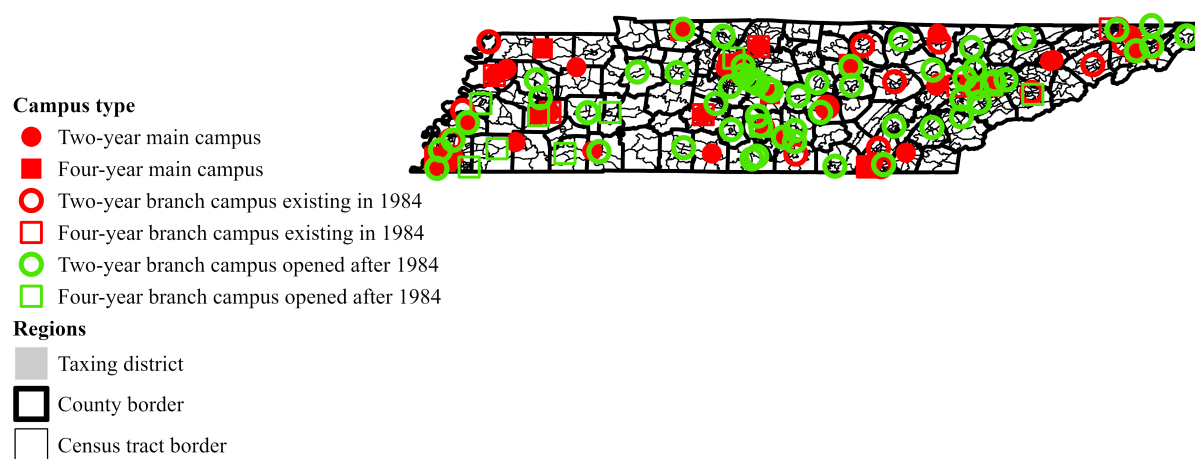 Campus type
Two-year main campus
Four-year main campus
Two-year branch campus existing in 1984
Four-year branch campus existing in 1984
Two-year branch campus opened after 1984
Four-year branch campus opened after 1984
Regions
Taxing district
County border
Census tract border